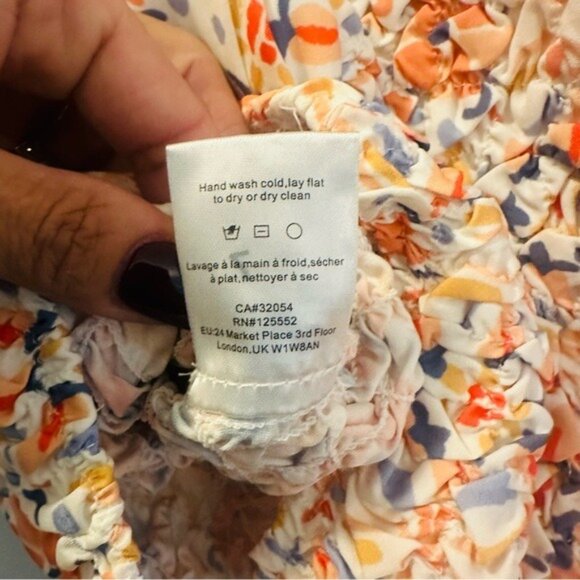 Hand wash cold,lay flat
to dry or dry clean
Lavage à la main à froid,sécher
à plat,nettoyer à sec
CA#32054
RN#125552
EU:24 Market Place 3rd Floor
London,UK W1W8AN